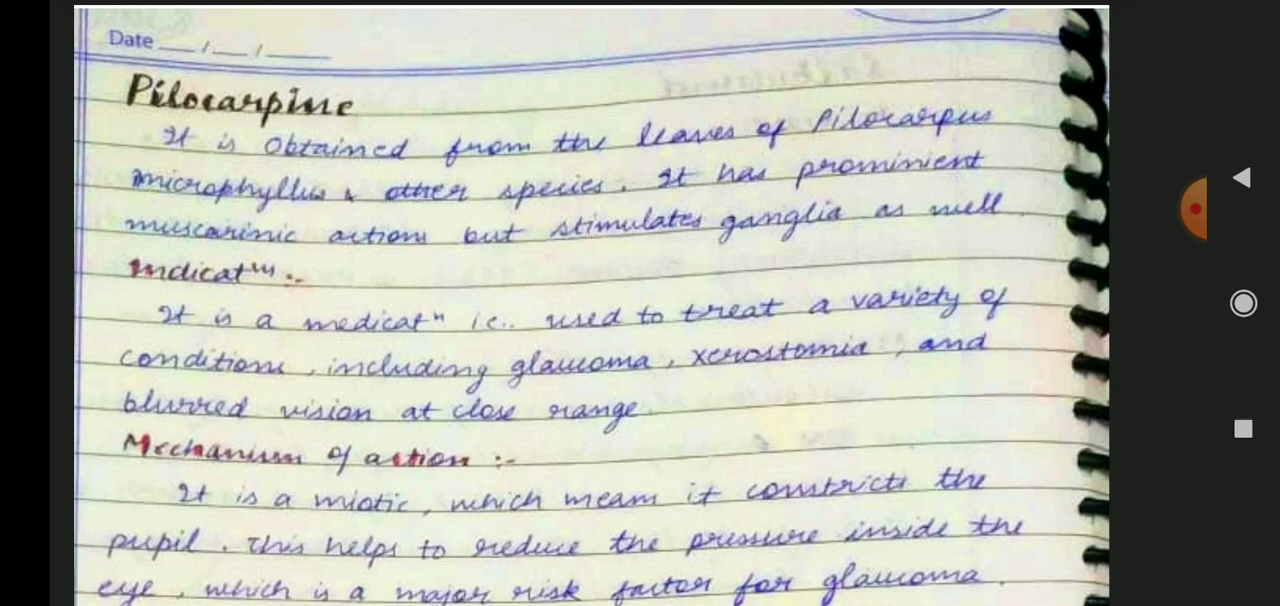 Date __/__/____
Pilocarpine
It is obtained from the leaves of Pilocarpus
microphyllus & other species. It has prominient
muscarinic actions but stimulates ganglia as well.
Indicatⁿ :-
It is a medicatⁿ i.e.. used to treat a variety of
conditions, including glaucoma, xerostomia, and
blurred vision at close range.
Mechanism of action :-
It is a miotic, which means it constricts the
pupil. This helps to reduce the pressure inside the
eye, which is a major risk factor for glaucoma.